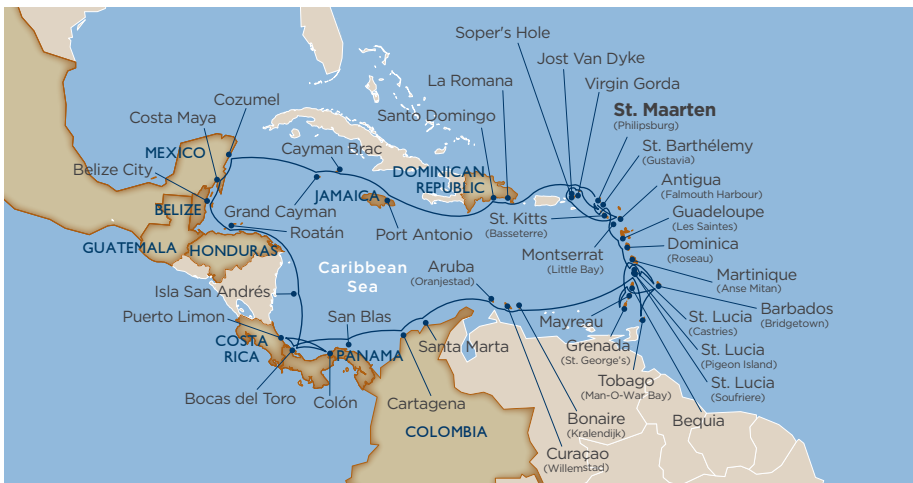 Soper's Hole
Jost Van Dyke
La Romana
Virgin Gorda
Cozumel
Santo Domingo
St. Maarten
(Philipsburg)
Costa Maya
Cayman Brac
St. Barthélemy
(Gustavia)
MEXICO
DOMINICAN
REPUBLIC
Belize City
Antigua
(Falmouth Harbour)
JAMAICA
BELIZE
Grand Cayman
St. Kitts
(Basseterre)
Guadeloupe
(Les Saintes)
Roatán
Port Antonio
GUATEMALA
HONDURAS
Montserrat
(Little Bay)
Dominica
(Roseau)
Caribbean
Sea
Aruba
(Oranjestad)
Martinique
(Anse Mitan)
Isla San Andrés
Barbados
(Bridgetown)
Puerto Limon
San Blas
Mayreau
St. Lucia
(Castries)
COSTA
RICA
PANAMA
Santa Marta
Grenada
(St. George's)
St. Lucia
(Pigeon Island)
Tobago
(Man-O-War Bay)
St. Lucia
(Soufriere)
Bocas del Toro
Colón
Cartagena
Bonaire
(Kralendijk)
Bequia
COLOMBIA
Curaçao
(Willemstad)